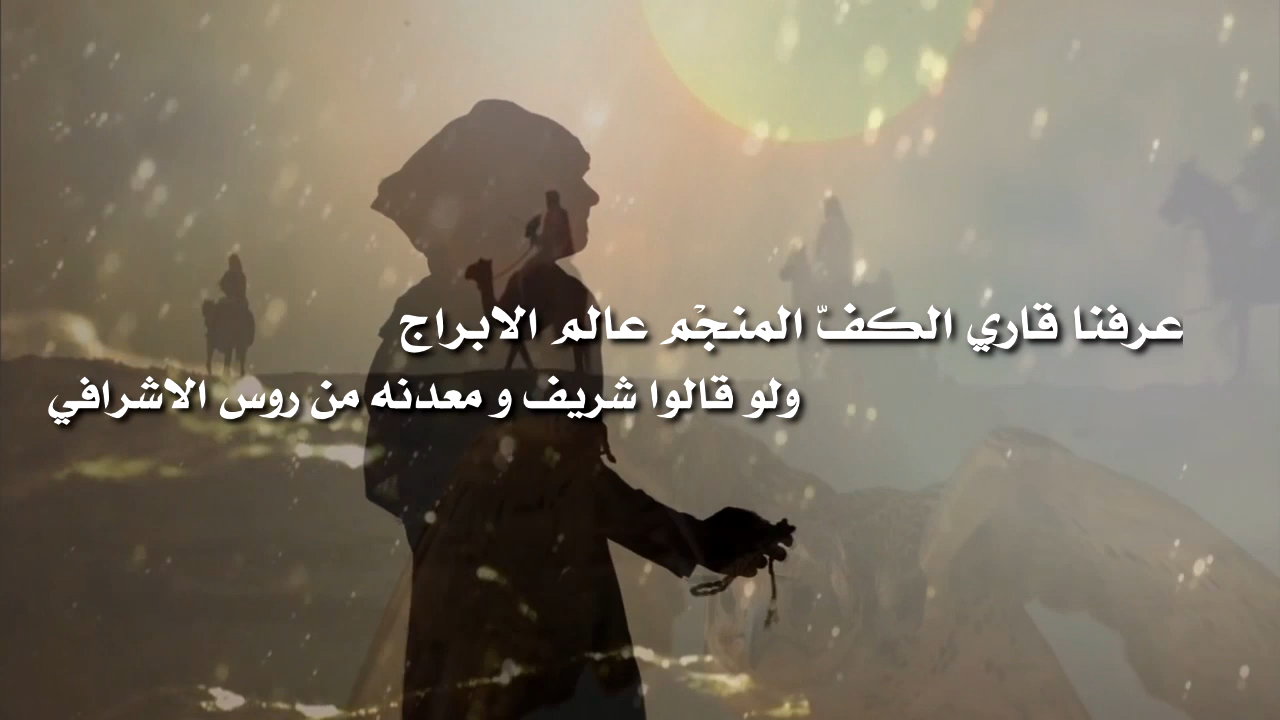 عرفنا قاري الكفّ المنجّم عالم الابراج
ولو قالوا شريف و معدنه من روس الاشرافي